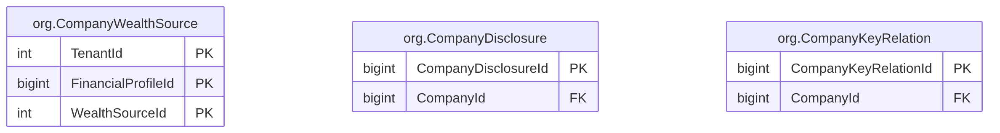 org.CompanyWealthSource
int TenantId PK
bigint FinancialProfileId PK
int WealthSourceId PK
org.CompanyDisclosure
bigint CompanyDisclosureId PK
bigint CompanyId FK
org.CompanyKeyRelation
bigint CompanyKeyRelationId PK
bigint CompanyId FK